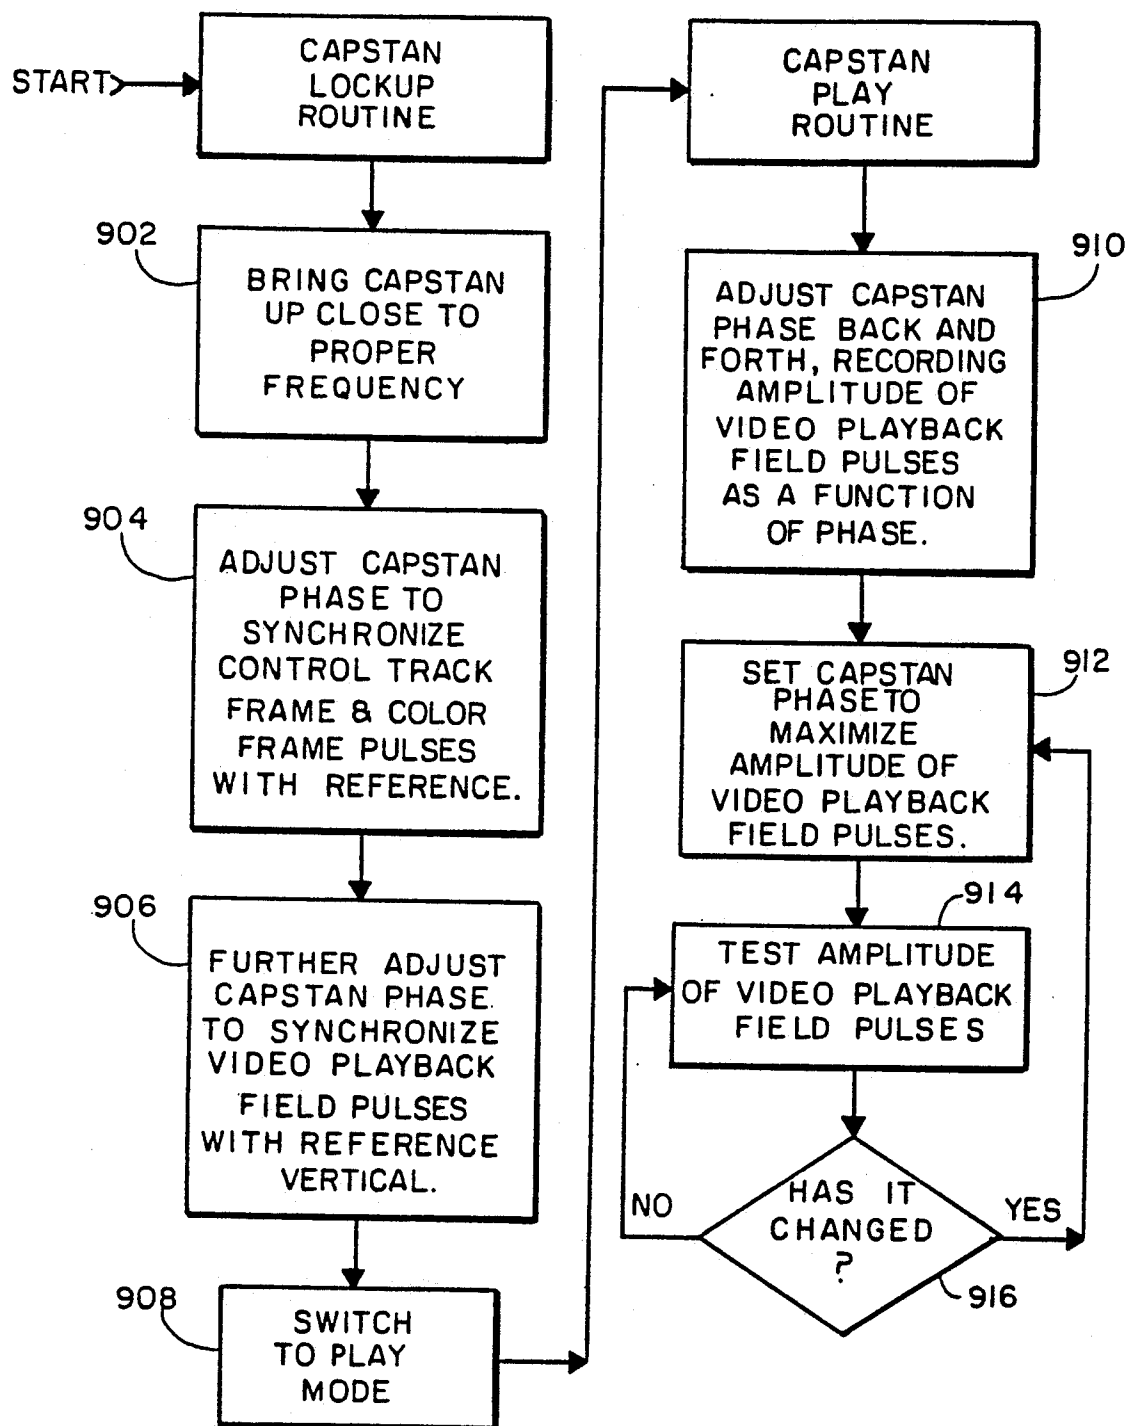 START
CAPSTAN
LOCKUP
ROUTINE
902
BRING CAPSTAN
UP CLOSE TO
PROPER
FREQUENCY
904
ADJUST CAPSTAN
PHASE TO
SYNCHRONIZE
CONTROL TRACK
FRAME & COLOR
FRAME PULSES
WITH REFERENCE.
906
FURTHER ADJUST
CAPSTAN PHASE
TO SYNCHRONIZE
VIDEO PLAYBACK
FIELD PULSES
WITH REFERENCE
VERTICAL.
908
SWITCH
TO PLAY
MODE
CAPSTAN
PLAY
ROUTINE
910
ADJUST CAPSTAN
PHASE BACK AND
FORTH, RECORDING
AMPLITUDE OF
VIDEO PLAYBACK
FIELD PULSES
AS A FUNCTION
OF PHASE.
912
SET CAPSTAN
PHASE TO
MAXIMIZE
AMPLITUDE OF
VIDEO PLAYBACK
FIELD PULSES.
914
TEST AMPLITUDE
OF VIDEO PLAYBACK
FIELD PULSES
HAS IT
CHANGED
?
NO
YES
916